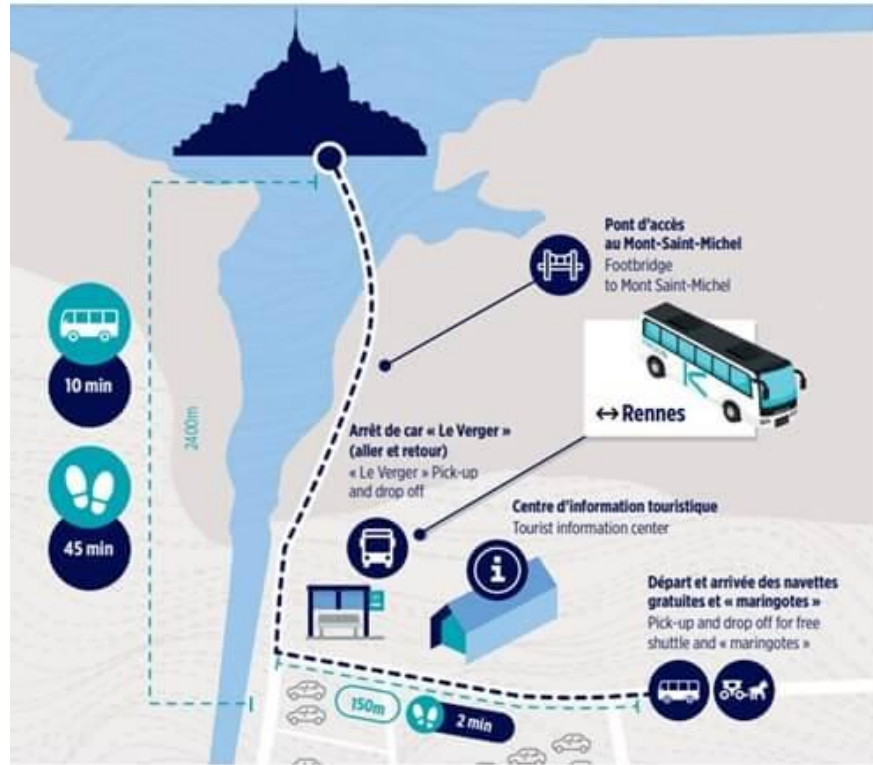 Pont d'accès
au Mont-Saint-Michel
Footbridge
to Mont Saint-Michel
10 min
↔ Rennes
2400m
Arrêt de car « Le Verger »
(aller et retour)
« Le Verger » Pick-up
and drop off
Centre d'information touristique
Tourist information center
45 min
Départ et arrivée des navettes
gratuites et « maringotes »
Pick-up and drop off for free
shuttle and « maringotes »
150m
2 min